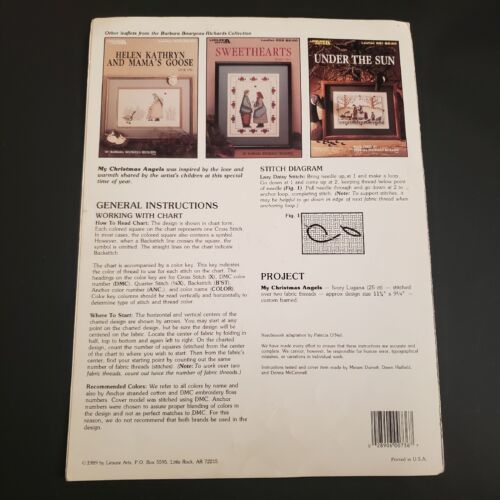 Other leaflets from the Barbara Bourgeau Richards Collection
HELEN KATHRYN
AND MAMA'S GOOSE
SWEETHEARTS
UNDER THE SUN
My Christmas Angels was inspired by the love and
warmth shared by the artist's children at this special
time of year.
GENERAL INSTRUCTIONS
WORKING WITH CHART
How To Read Chart: The design is shown in chart form.
Each colored square on the chart represents one Cross Stitch.
In most cases, the colored square also contains a symbol.
However, when a Backstitch line crosses the square, the
symbol is omitted. The straight lines on the chart indicate
Backstitch.
The chart is accompanied by a color key. This key indicates
the color of thread to use for each stitch on the chart. The
headings on the color key are for Cross Stitch (X), DMC color
number (DMC), Quarter Stitch (¼X), Backstitch (B'ST),
Anchor color number (ANC.), and color name (COLOR).
Color key columns should be read vertically and horizontally to
determine type of stitch and thread color.
Where To Start: The horizontal and vertical centers of the
charted design are shown by arrows. You may start at any
point on the charted design, but be sure the design will be
centered on the fabric. Locate the center of fabric by folding in
half, top to bottom and again left to right. On the charted
design, count the number of squares (stitches) from the center
of the chart to where you wish to start. Then from the fabric's
center, find your starting point by counting out the same
number of fabric threads (stitches). (Note: To work over two
fabric threads, count out twice the number of fabric threads.)
Recommended Colors: We refer to all colors by name and
also by Anchor stranded cotton and DMC embroidery floss
numbers. Cover model was stitched using DMC. Anchor
numbers were chosen to assure proper blending of colors in the
design and not as perfect matches to DMC. For this
reason, we do not recommend that both brands be used in the
design.
STITCH DIAGRAM
Lazy Daisy Stitch: Bring needle up at 1 and make a loop.
Go down at 1 and come up at 2, keeping thread below point
of needle (Fig. 1). Pull needle through and go down at 2 to
anchor loop, completing stitch. (Note: To support stitches, it
may be helpful to go down in edge of next fabric thread when
anchoring loop.)
Fig. 1
PROJECT
My Christmas Angels – Ivory Lugana (25 ct) – stitched
over two fabric threads – approx design size
custom framed.
Needlework adaptation by Patricia O'Neil.
We have made every effort to ensure that these instructions are accurate and
complete. We cannot, however, be responsible for human error, typographical
mistakes, or variations in individual work.
Instructions tested and cover item made by
and Donna McConnell.
©1989 by Leisure Arts, P.O. Box 5595, Little Rock, AR 72215
Printed in U.S.A.